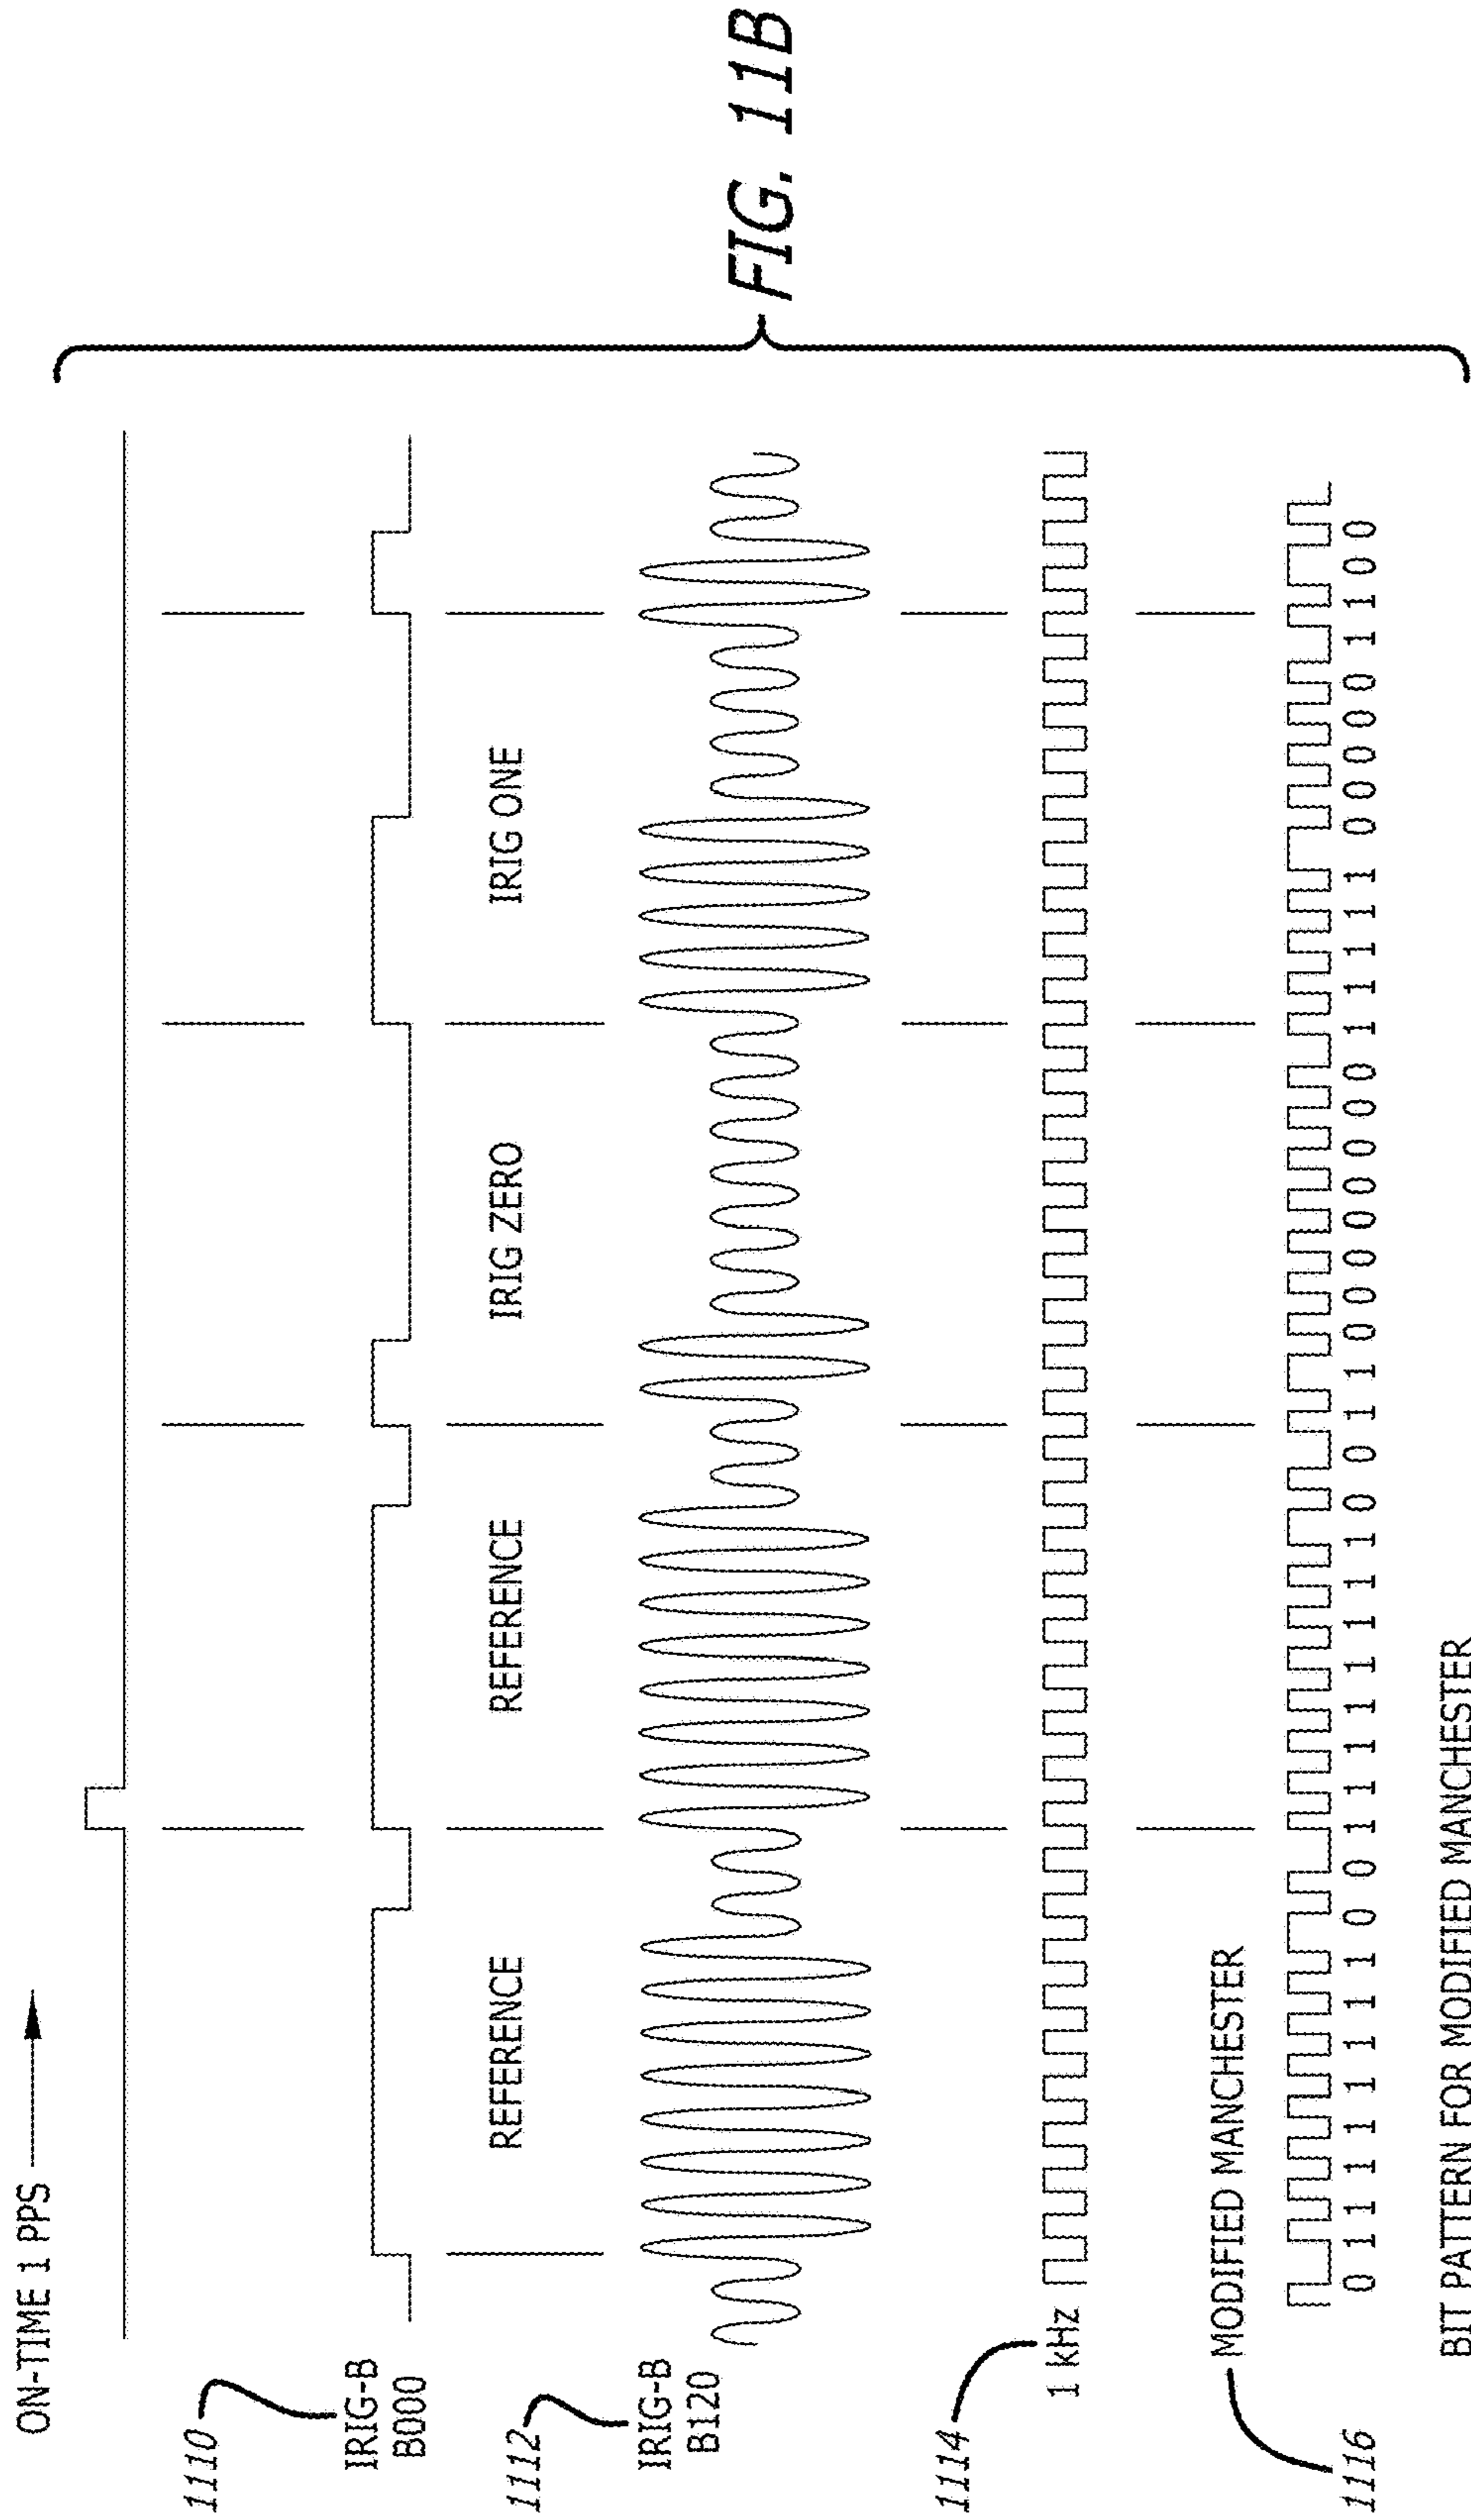 ON-TIME 1 PPS
1110
IRIG-B
B000
REFERENCE REFERENCE IRIG ZERO IRIG ONE
1112
IRIG-B
B120
1114
1 kHz
MODIFIED MANCHESTER
1116
0 1 1 1 1 1 1 1 1 0 0 1 1 1 1 1 1 1 1 0 0 1 1 0 0 0 0 0 0 0 0 1 1 1 1 1 0 0 0 0 0 1 1 0 0
BIT PATTERN FOR MODIFIED MANCHESTER
FIG. 11B